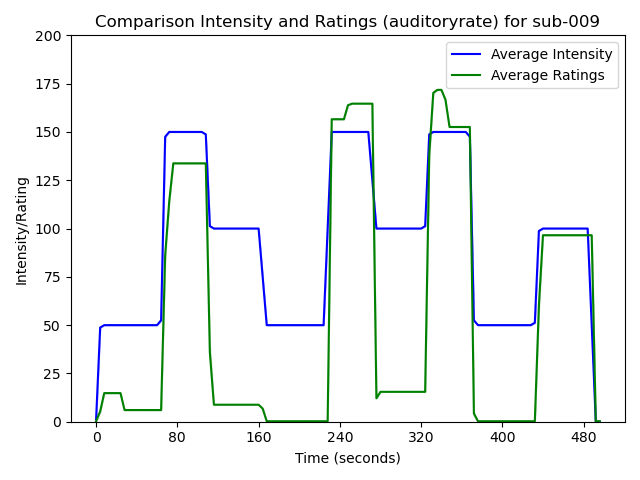 Comparison Intensity and Ratings (auditoryrate) for sub-009
Average Intensity
Average Ratings
Intensity/Rating
200
175
150
125
100
75
50
25
0
0 80 160 240 320 400 480
Time (seconds)